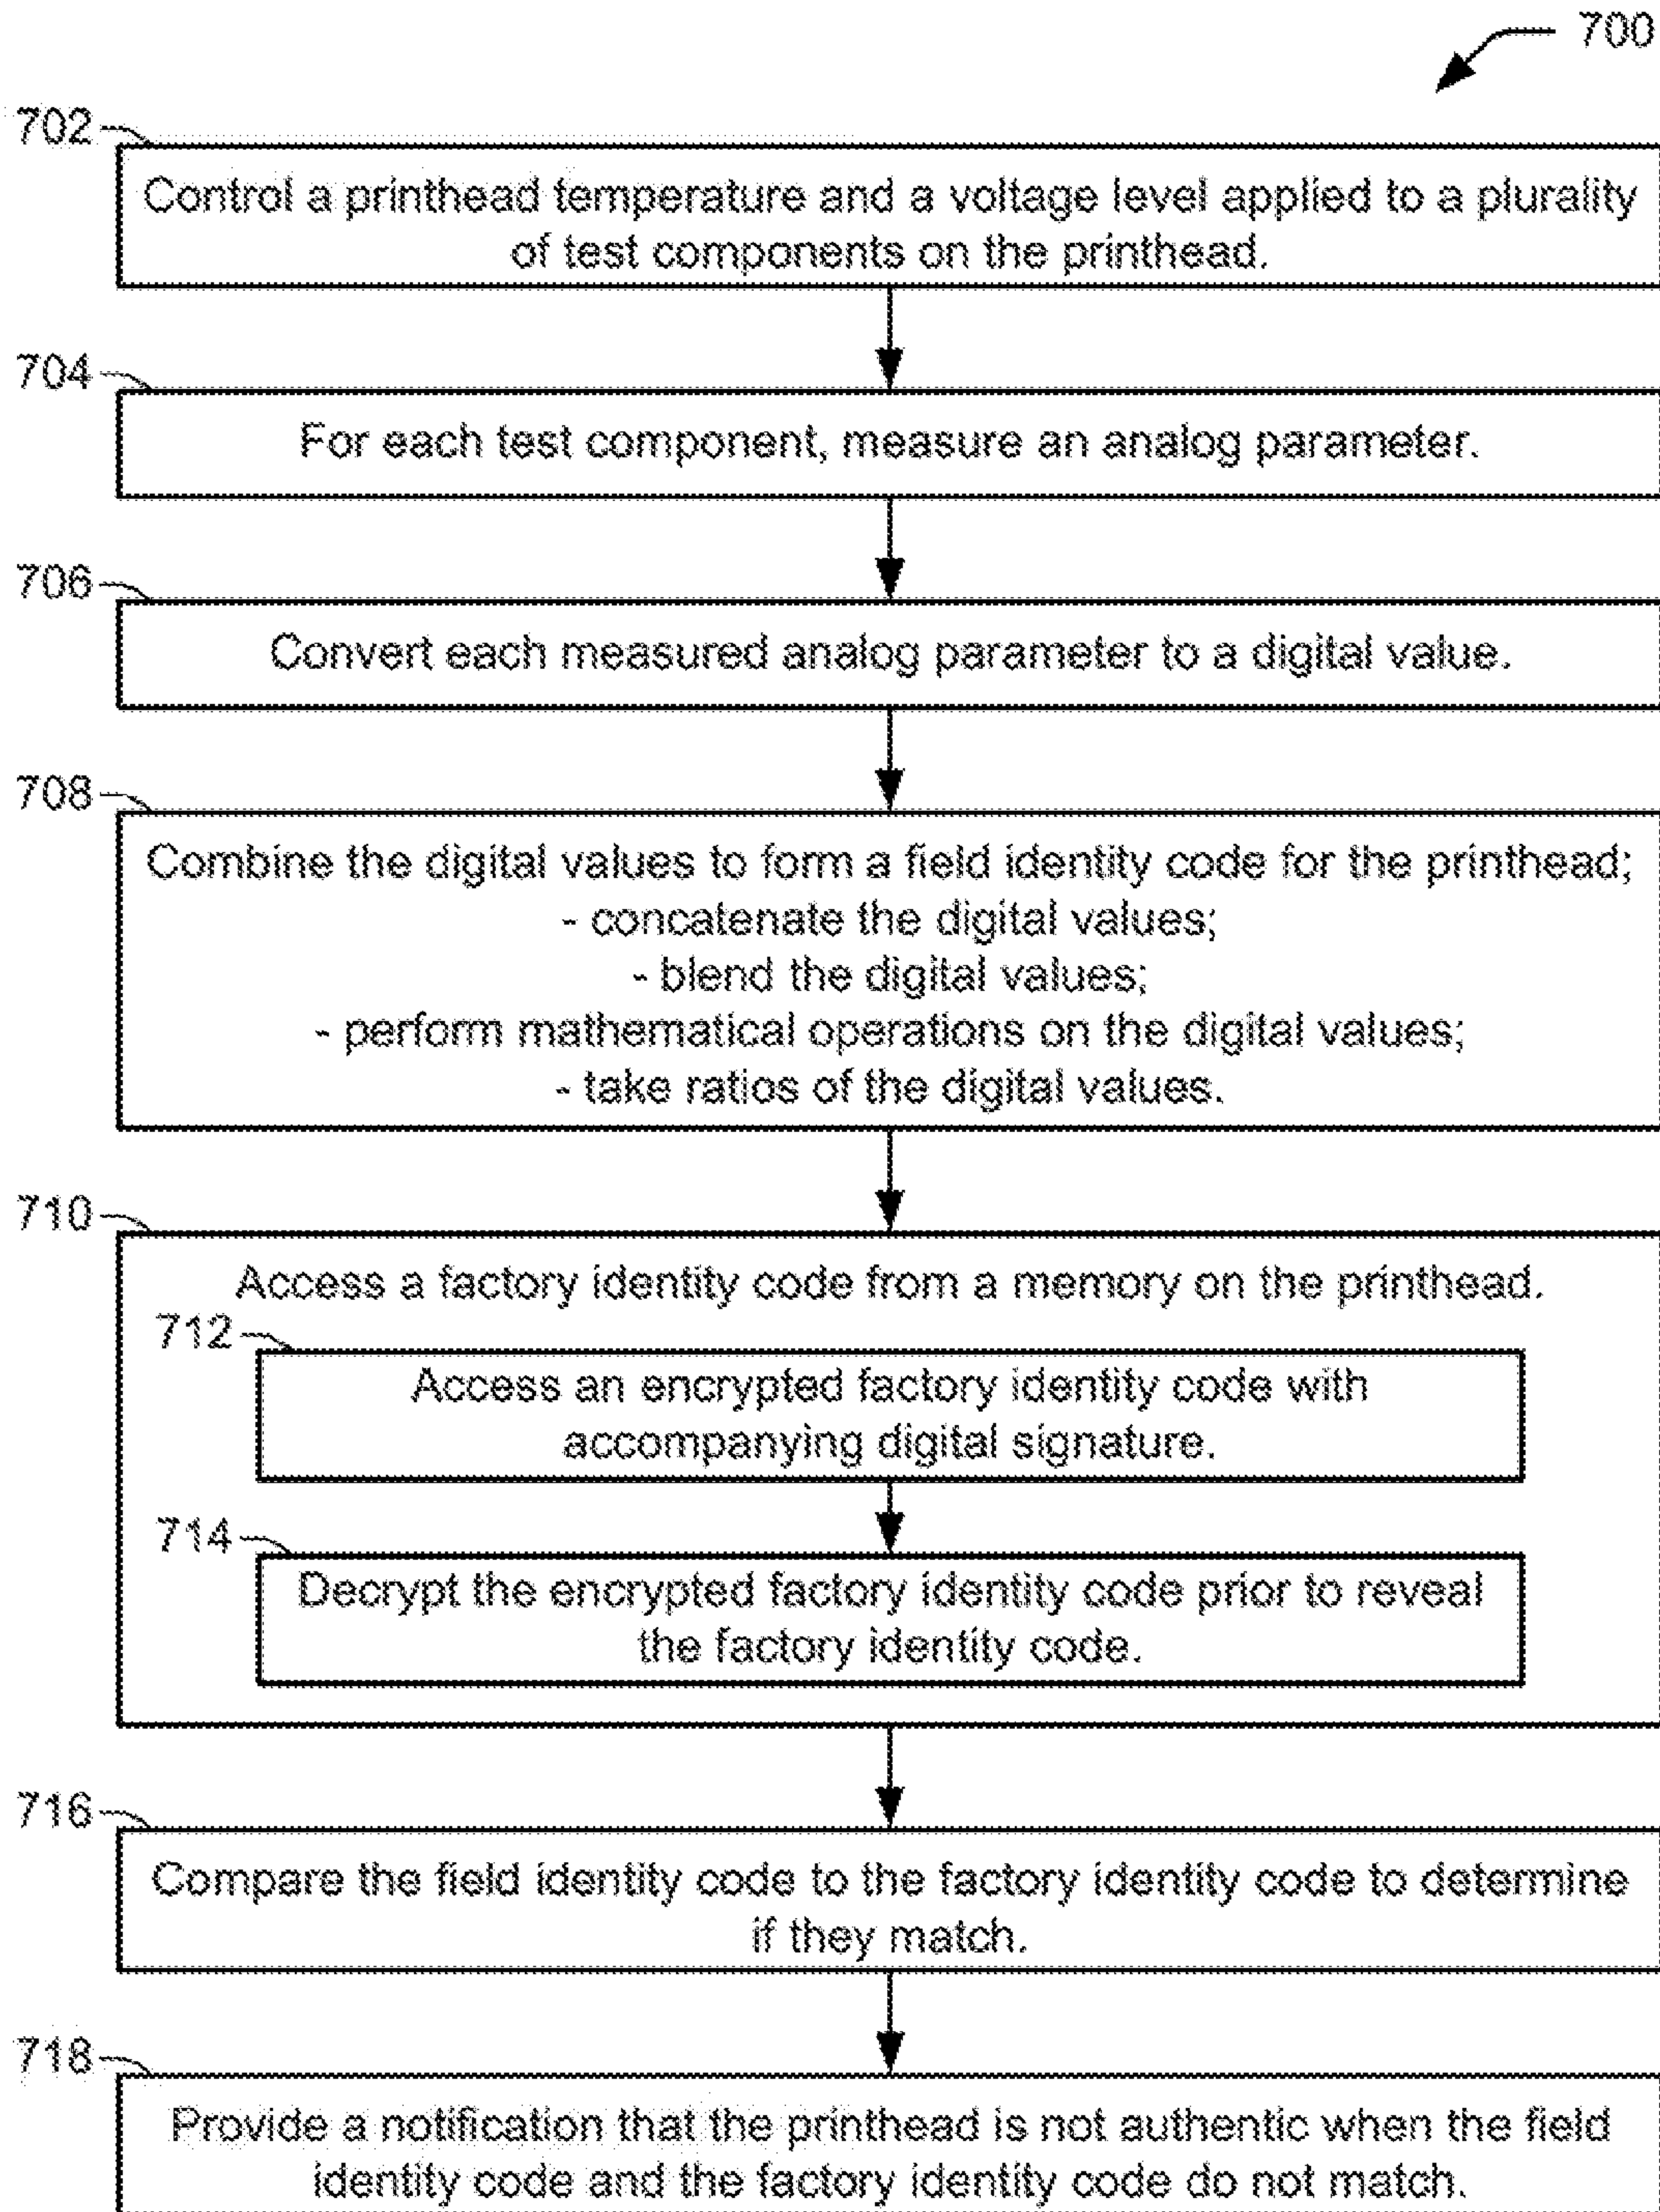 700
702
Control a printhead temperature and a voltage level applied to a plurality
of test components on the printhead.
704
For each test component, measure an analog parameter.
706
Convert each measured analog parameter to a digital value.
708
Combine the digital values to form a field identity code for the printhead;
- concatenate the digital values;
- blend the digital values;
- perform mathematical operations on the digital values;
- take ratios of the digital values.
710
Access a factory identity code from a memory on the printhead.
712
Access an encrypted factory identity code with
accompanying digital signature.
714
Decrypt the encrypted factory identity code prior to reveal
the factory identity code.
716
Compare the field identity code to the factory identity code to determine
if they match.
718
Provide a notification that the printhead is not authentic when the field
identity code and the factory identity code do not match.